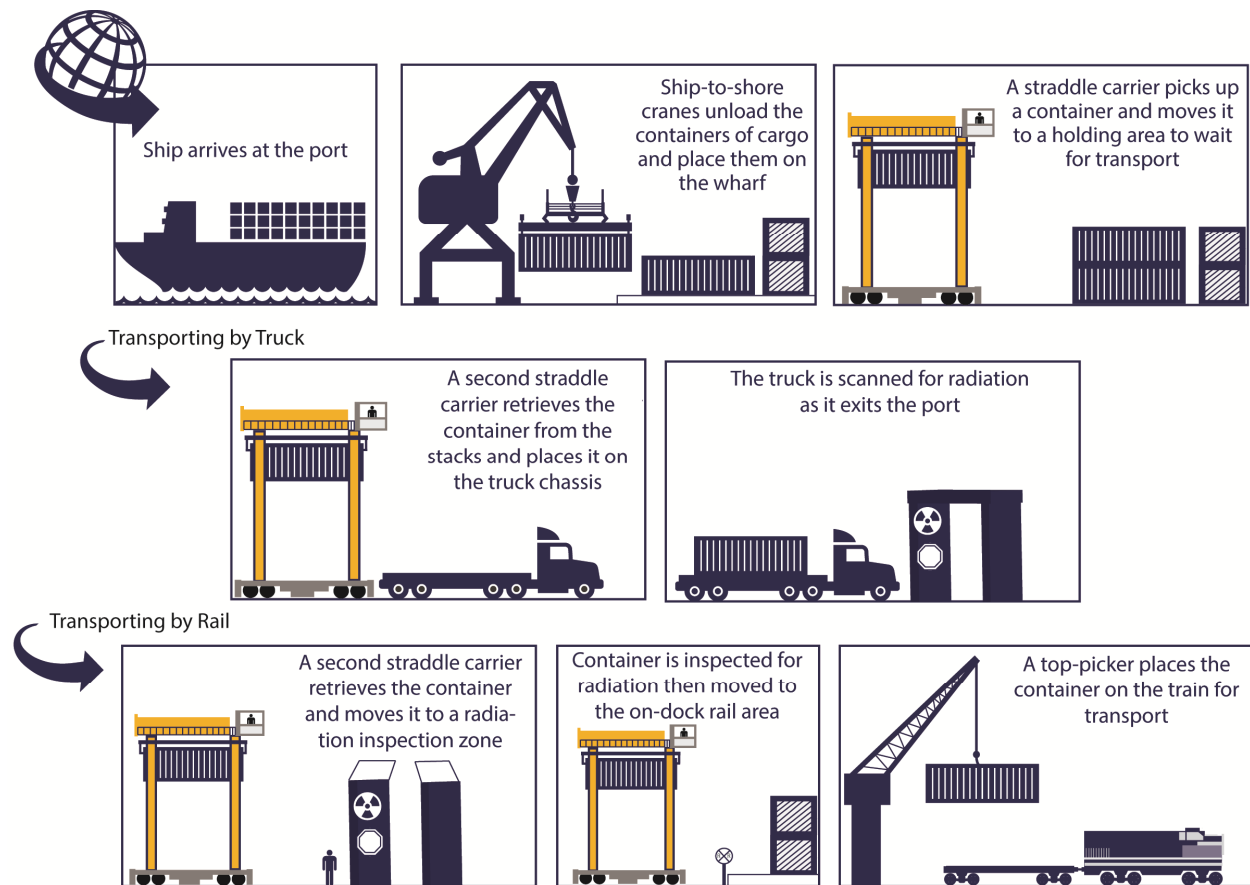 Ship arrives at the port
Ship-to-shore
cranes unload the
containers of cargo
and place them on
the wharf
A straddle carrier picks up
a container and moves it
to a holding area to wait
for transport
Transporting by Truck
A second straddle
carrier retrieves the
container from the
stacks and places it on
the truck chassis
The truck is scanned for radiation
as it exits the port
Transporting by Rail
A second straddle carrier
retrieves the container
and moves it to a radia-
tion inspection zone
Container is inspected for
radiation then moved to
the on-dock rail area
A top-picker places the
container on the train for
transport